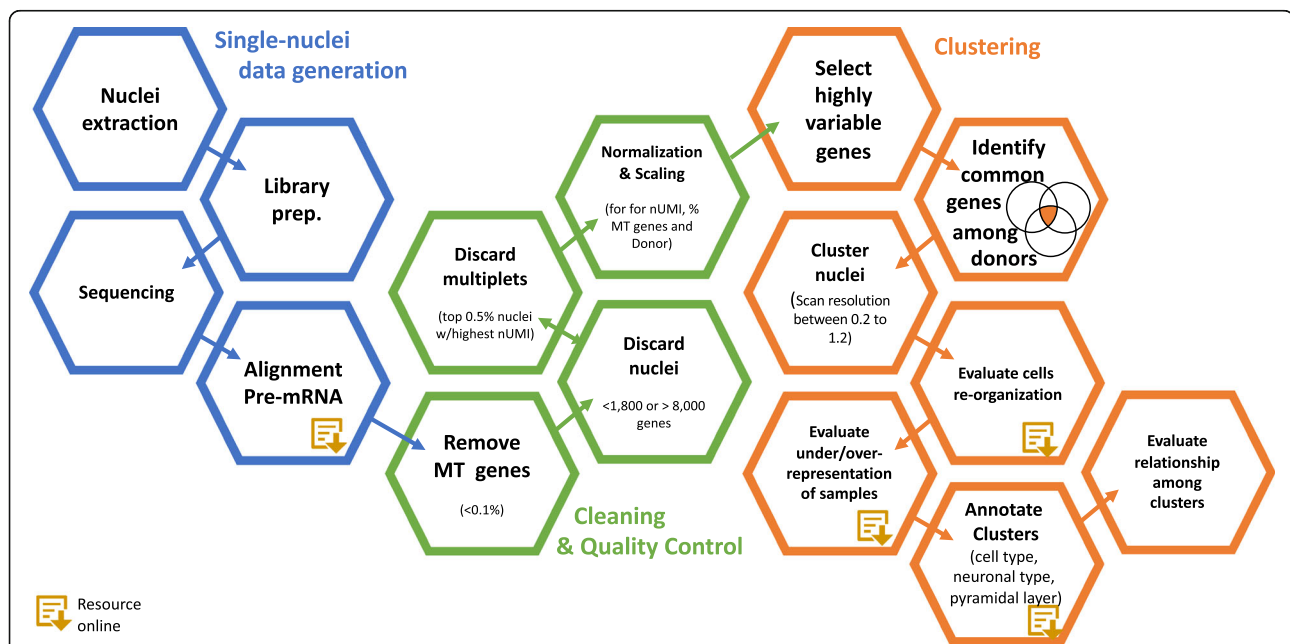 Single-nuclei
data generation
Nuclei
extraction
Library
prep.
Sequencing
Alignment
Pre-mRNA
Remove
MT genes
(<0.1%)
Cleaning
& Quality Control
Discard
nuclei
<1,800 or > 8,000
genes
Discard
multiplets
(top 0.5% nuclei
w/highest nUMI)
Normalization
& Scaling
(for for nUMI, %
MT genes and
Donor)
Clustering
Select
highly
variable
genes
Identify
common
genes
among
donors
Cluster
nuclei
(Scan resolution
between 0.2 to
1.2)
Evaluate cells
re-organization
Evaluate
under/over-
representation
of samples
Annotate
Clusters
(cell type,
neuronal type,
pyramidal layer)
Evaluate
relationship
among
clusters
Resource
online